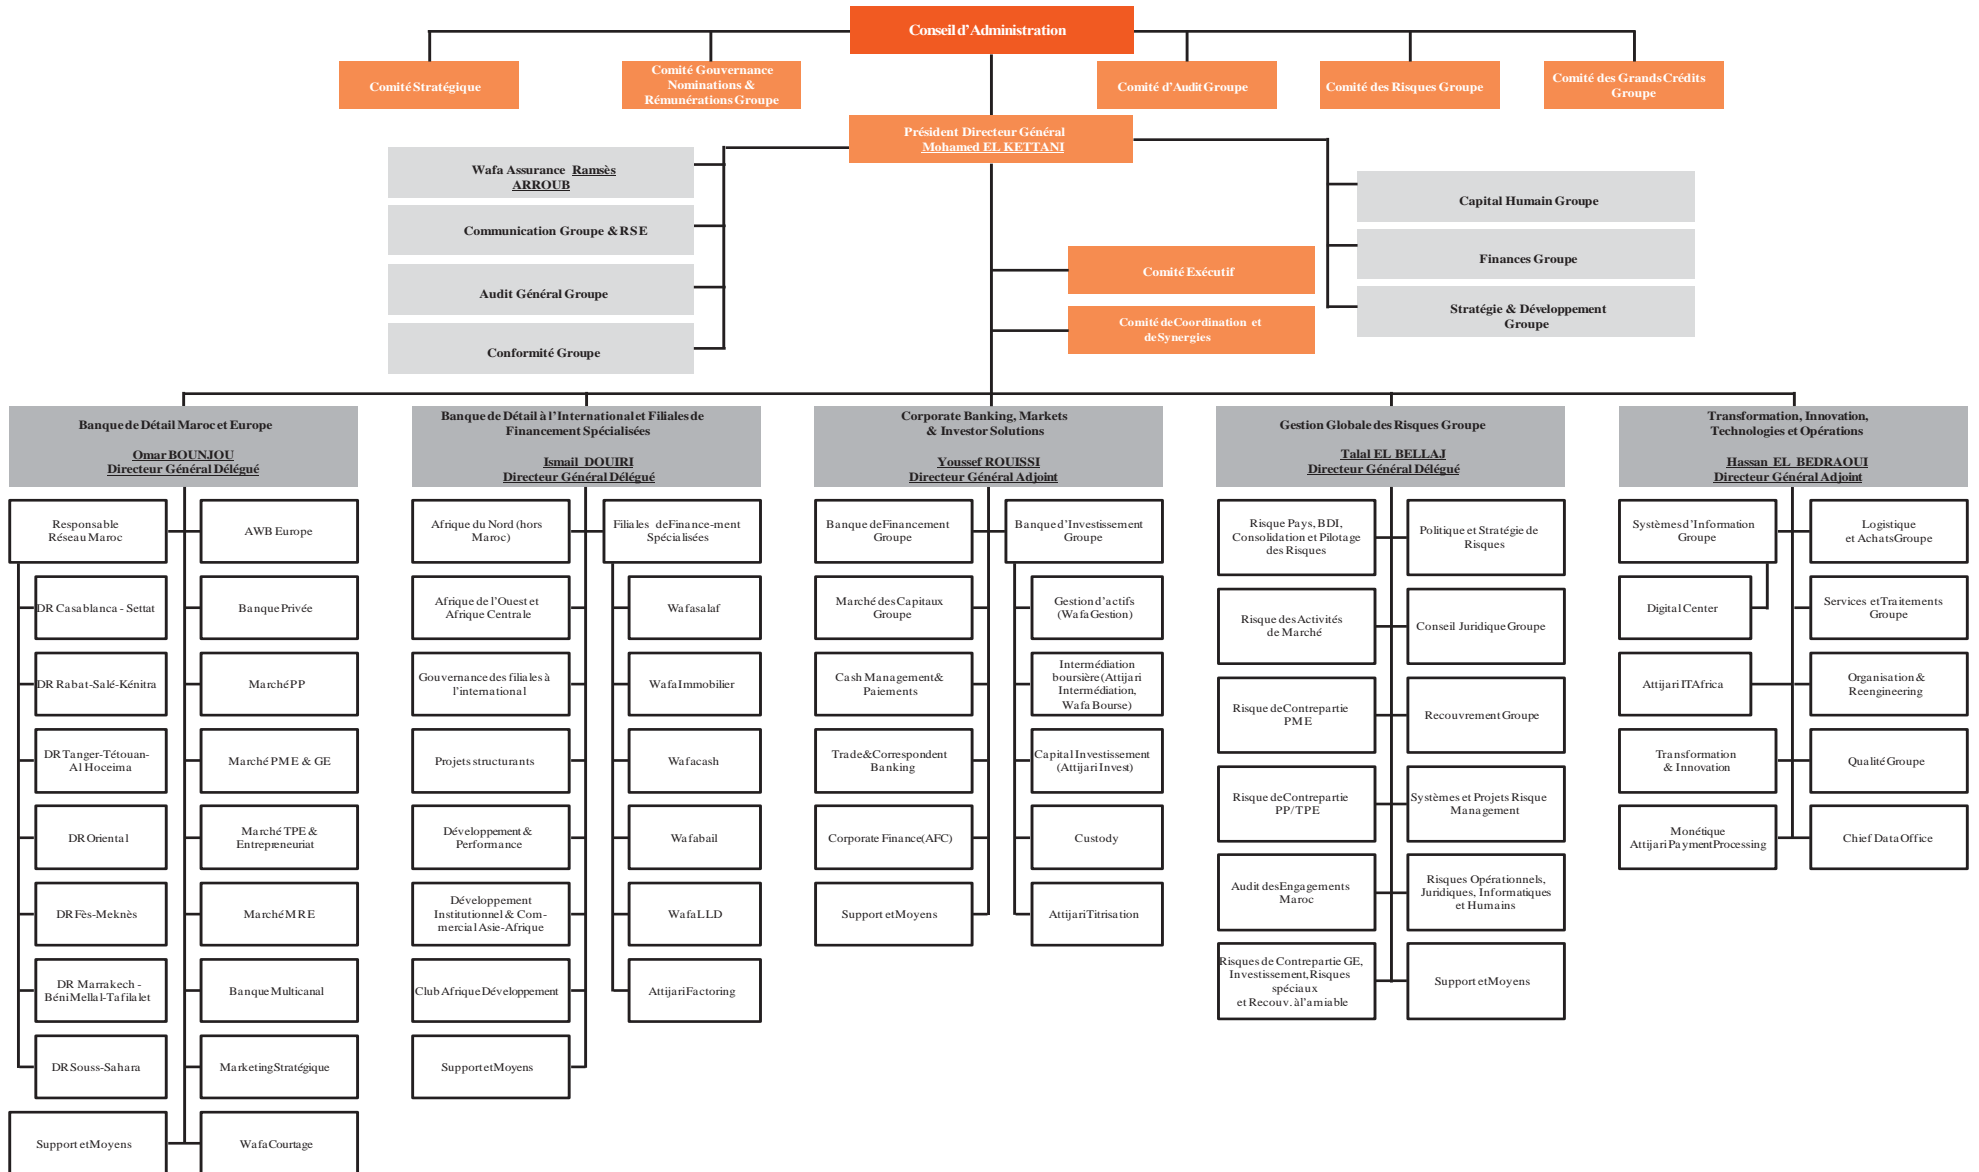 Conseil d'Administration
Comité Stratégique
Comité Gouvernance
Nominations &
Rémunérations Groupe
Comité d'Audit Groupe
Comité des Risques Groupe
Comité des Grands Crédits
Groupe
Président Directeur Général
Mohamed EL KETTANI
Wafa Assurance Ramsès
ARROUB
Communication Groupe & RSE
Audit Général Groupe
Conformité Groupe
Capital Humain Groupe
Finances Groupe
Stratégie & Développement
Groupe
Comité Exécutif
Comité de Coordination et
de Synergies
Banque de Détail Maroc et Europe
Omar BOUNJOU
Directeur Général Délégué
Banque de Détail à l'International et Filiales de
Financement Spécialisées
Ismail DOUIRI
Directeur Général Délégué
Corporate Banking, Markets
& Investor Solutions
Youssef ROUISSI
Directeur Général Adjoint
Gestion Globale des Risques Groupe
Talal EL BELLAJ
Directeur Général Délégué
Transformation, Innovation,
Technologies et Opérations
Hassan EL BEDRAOUI
Directeur Général Adjoint
Responsable
Réseau Maroc
DR Casablanca - Settat
DR Rabat-Salé-Kénitra
DR Tanger-Tétouan-
Al Hoceima
DR Oriental
DR Fès-Meknès
DR Marrakech -
Béni Mellal-Tafilalet
DR Souss-Sahara
Support et Moyens
AWB Europe
Banque Privée
Marché PP
Marché PME & GE
Marché TPE &
Entrepreneuriat
Marché MRE
Banque Multicanal
Marketing Stratégique
Wafa Courtage
Afrique du Nord (hors
Maroc)
Afrique de l'Ouest et
Afrique Centrale
Gouvernance des filiales à
l'international
Projets structurants
Développement &
Performance
Développement
Institutionnel & Com-
mercial Asie-Afrique
Club Afrique Développement
Support et Moyens
Filiales de Finance-ment
Spécialisées
Wafasalaf
Wafa Immobilier
Wafacash
Wafabail
Wafa LLD
Attijari Factoring
Banque de Financement
Groupe
Marché des Capitaux
Groupe
Cash Management &
Paiements
Trade & Correspondent
Banking
Corporate Finance (AFC)
Support et Moyens
Banque d'Investissement
Groupe
Gestion d'actifs
(Wafa Gestion)
Intermédiation
boursière (Attijari
Intermédiation,
Wafa Bourse)
Capital Investissement
(Attijari Invest)
Custody
Attijari Titrisation
Risque Pays, BDI,
Consolidation et Pilotage
des Risques
Risque des Activités
de Marché
Risque de Contrepartie
PME
Risque de Contrepartie
PP/TPE
Audit des Engagements
Maroc
Risques de Contrepartie GE,
Investissement, Risques
spéciaux
et Recouv. à l'amiable
Politique et Stratégie de
Risques
Conseil Juridique Groupe
Recouvrement Groupe
Systèmes et Projets Risque
Management
Risques Opérationnels,
Juridiques, Informatiques
et Humains
Support et Moyens
Systèmes d'Information
Groupe
Digital Center
Attijari IT Africa
Transformation
& Innovation
Monétique
Attijari Payment Processing
Logistique
et Achats Groupe
Services et Traitements
Groupe
Organisation &
Reengineering
Qualité Groupe
Chief Data Office